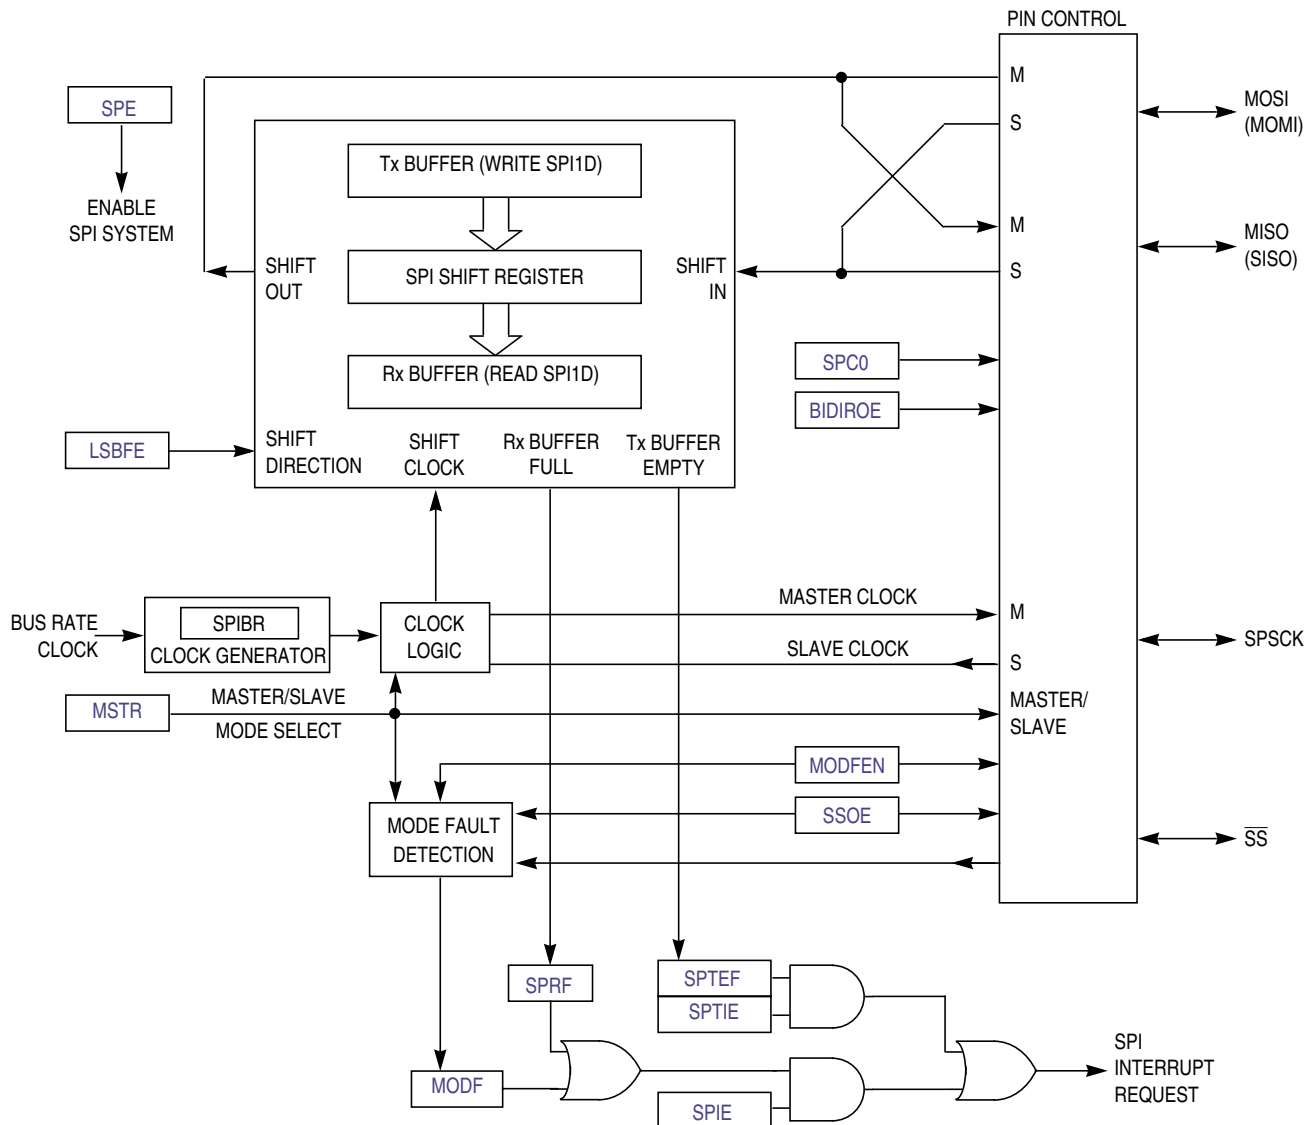 PIN CONTROL
M
MOSI
(MOMI)
SPE
S
ENABLE
SPI SYSTEM
Tx BUFFER (WRITE SPI1D)
M
MISO
(SISO)
SHIFT
OUT
SPI SHIFT REGISTER
SHIFT
IN
S
SPC0
Rx BUFFER (READ SPI1D)
BIDIROE
LSBFE
SHIFT
DIRECTION
SHIFT
CLOCK
Rx BUFFER
FULL
Tx BUFFER
EMPTY
BUS RATE
CLOCK
SPIBR
CLOCK GENERATOR
CLOCK
LOGIC
MASTER CLOCK
M
SLAVE CLOCK
S
SPSCK
MSTR
MASTER/SLAVE
MODE SELECT
MASTER/
SLAVE
MODFEN
SSOE
MODE FAULT
DETECTION
SS
SPRF
SPTEF
SPTIE
MODF
SPIE
SPI
INTERRUPT
REQUEST